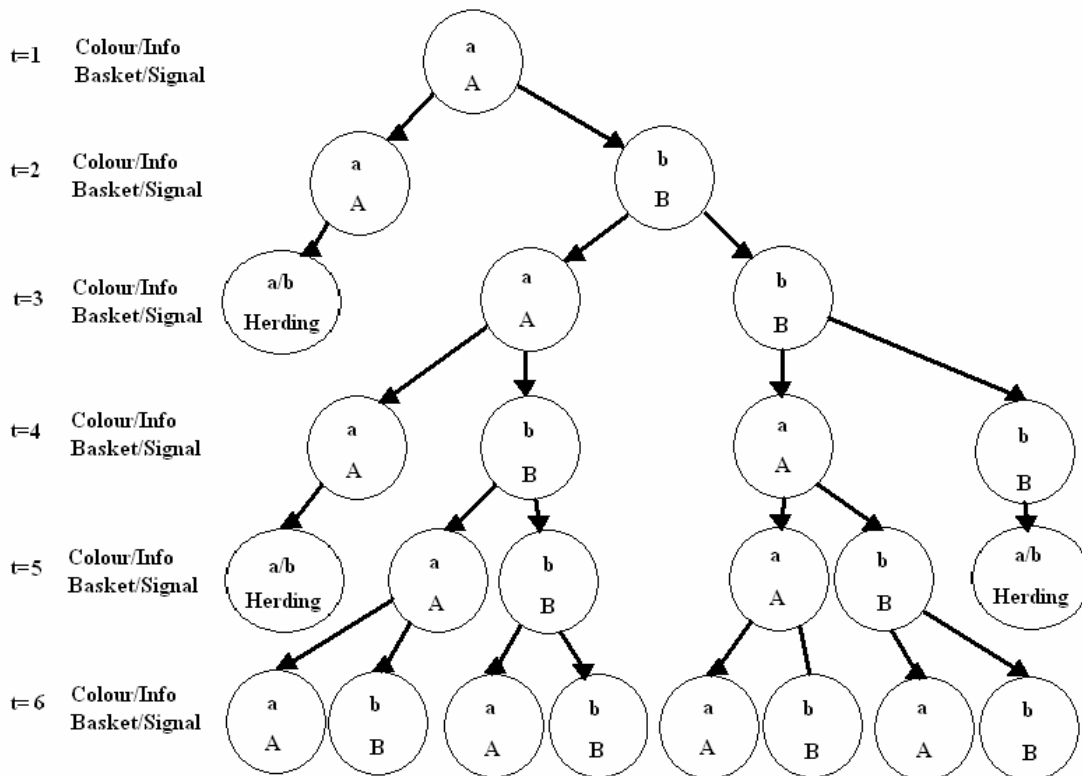 t=1 Colour/Info a
Basket/Signal A
t=2 Colour/Info a b
Basket/Signal A B
t=3 Colour/Info a/b a b
Basket/Signal Herding A B
t=4 Colour/Info a b a b
Basket/Signal A B A B
t=5 Colour/Info a/b a b a b a/b
Basket/Signal Herding A B A B Herding
t= 6 Colour/Info a b a b a b a b
Basket/Signal A B A B A B A B